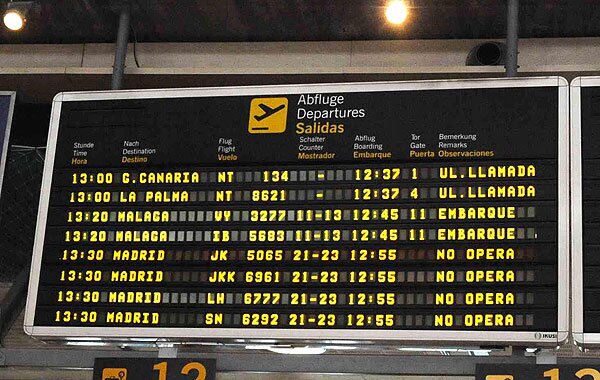 Abfluge
Departures
Salidas
Stunde Nach Flug Schalter Abflug Tor Bemerkung
Time Destination Flight Counter Boarding Gate Remarks
Hora Destino Vuelo Mostrador Embarque Puerta Observaciones
13:00 G.CANARIA NT 134 - 12:37 1 UL.LLAMADA
13:00 LA PALMA NT 8621 - 12:37 4 UL.LLAMADA
13:20 MALAGA VY 3277 11-13 12:45 11 EMBARQUE
13:20 MALAGA IB 5683 11-13 12:45 11 EMBARQUE
13:30 MADRID JK 5065 21-23 12:55 NO OPERA
13:30 MADRID JKK 6961 21-23 12:55 NO OPERA
13:30 MADRID LH 6777 21-23 12:55 NO OPERA
13:30 MADRID SN 6292 21-23 12:55 NO OPERA
IKUSI
12 12